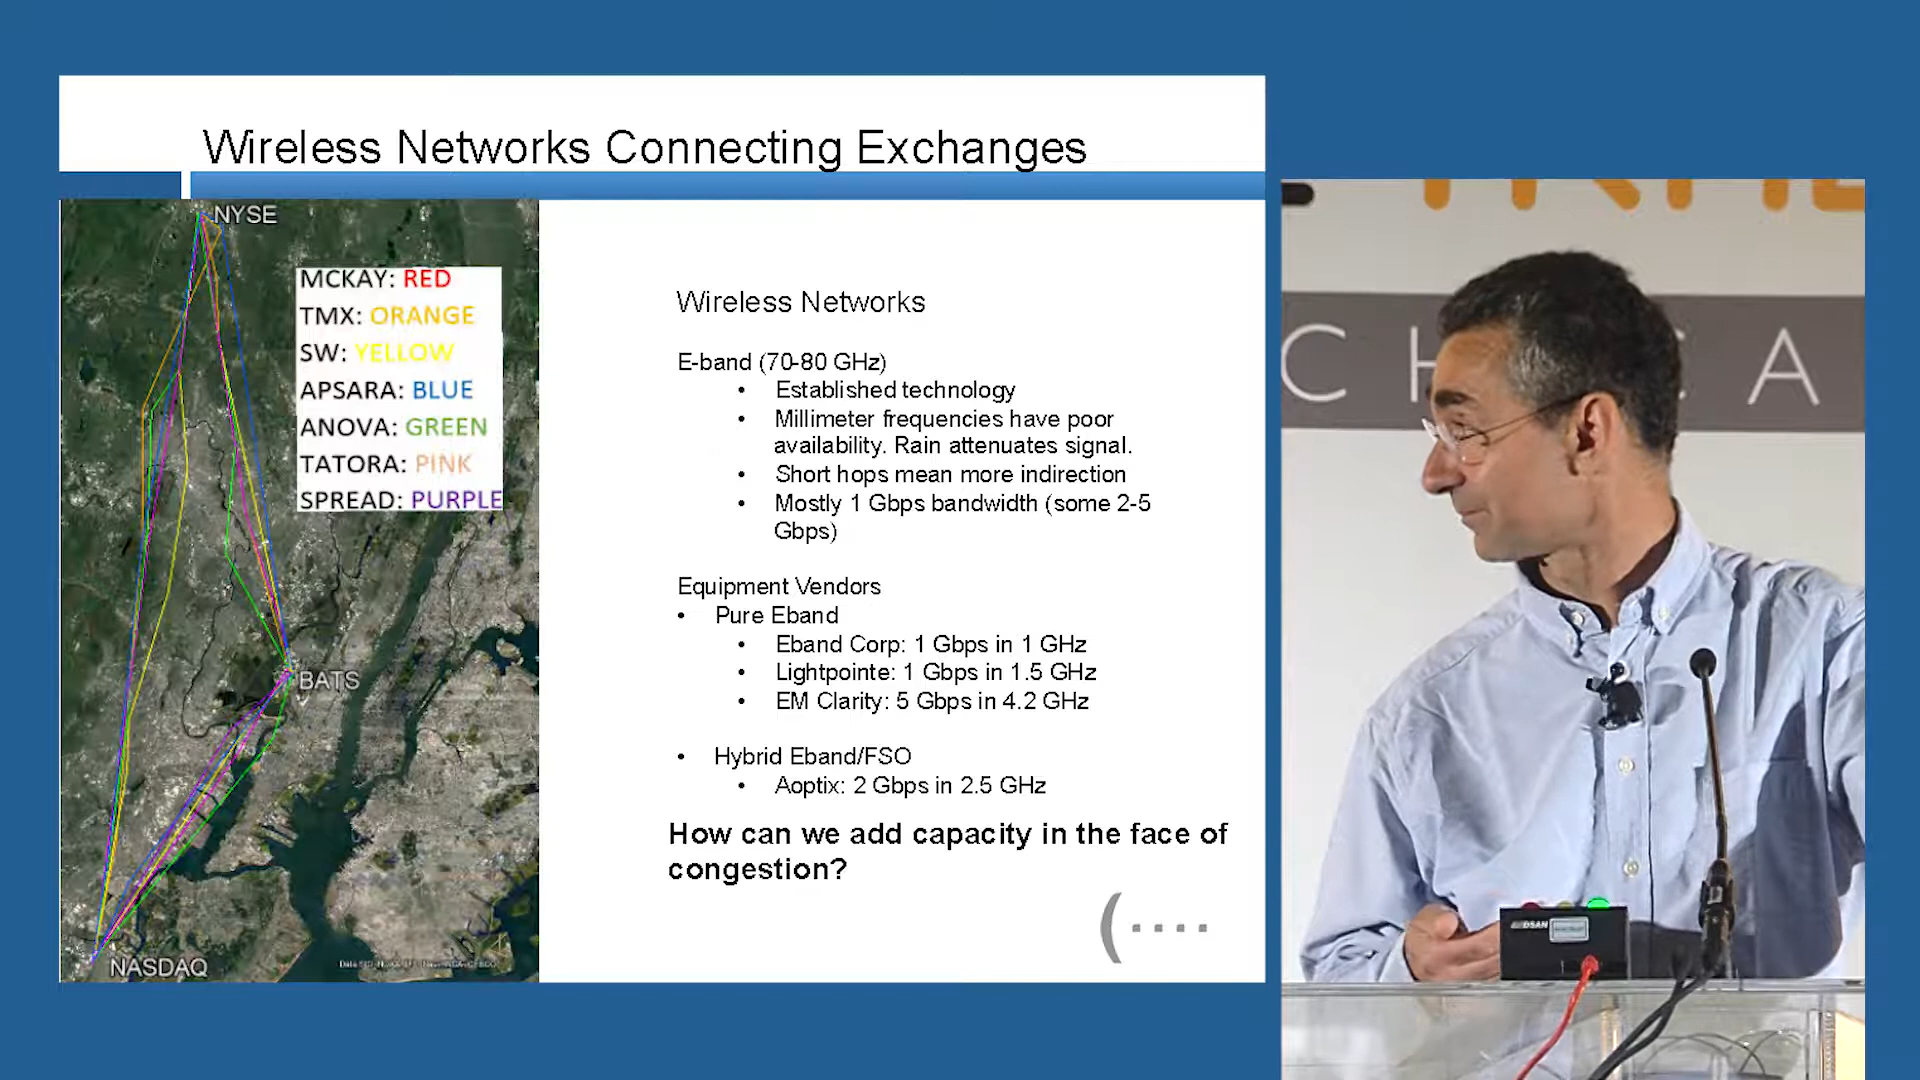 Wireless Networks Connecting Exchanges
NYSE
MCKAY: RED
TMX: ORANGE
SW: YELLOW
APSARA: BLUE
ANOVA: GREEN
TATORA: PINK
SPREAD: PURPLE
BATS
NASDAQ
Wireless Networks
E-band (70-80 GHz)
• Established technology
• Millimeter frequencies have poor
availability. Rain attenuates signal.
• Short hops mean more indirection
• Mostly 1 Gbps bandwidth (some 2-5
Gbps)
Equipment Vendors
• Pure Eband
• Eband Corp: 1 Gbps in 1 GHz
• Lightpointe: 1 Gbps in 1.5 GHz
• EM Clarity: 5 Gbps in 4.2 GHz
• Hybrid Eband/FSO
• Aoptix: 2 Gbps in 2.5 GHz
How can we add capacity in the face of
congestion?
(····
CH CA
DSAN